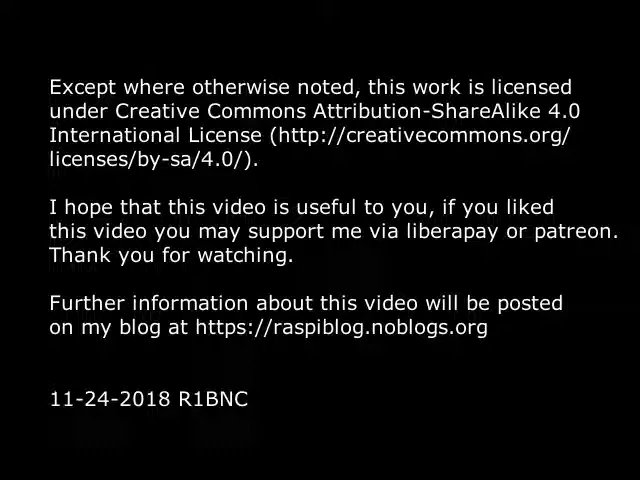 Except where otherwise noted, this work is licensed
under Creative Commons Attribution-ShareAlike 4.0
International License (http://creativecommons.org/
licenses/by-sa/4.0/).
I hope that this video is useful to you, if you liked
this video you may support me via liberapay or patreon.
Thank you for watching.
Further information about this video will be posted
on my blog at https://raspiblog.noblogs.org
11-24-2018 R1BNC